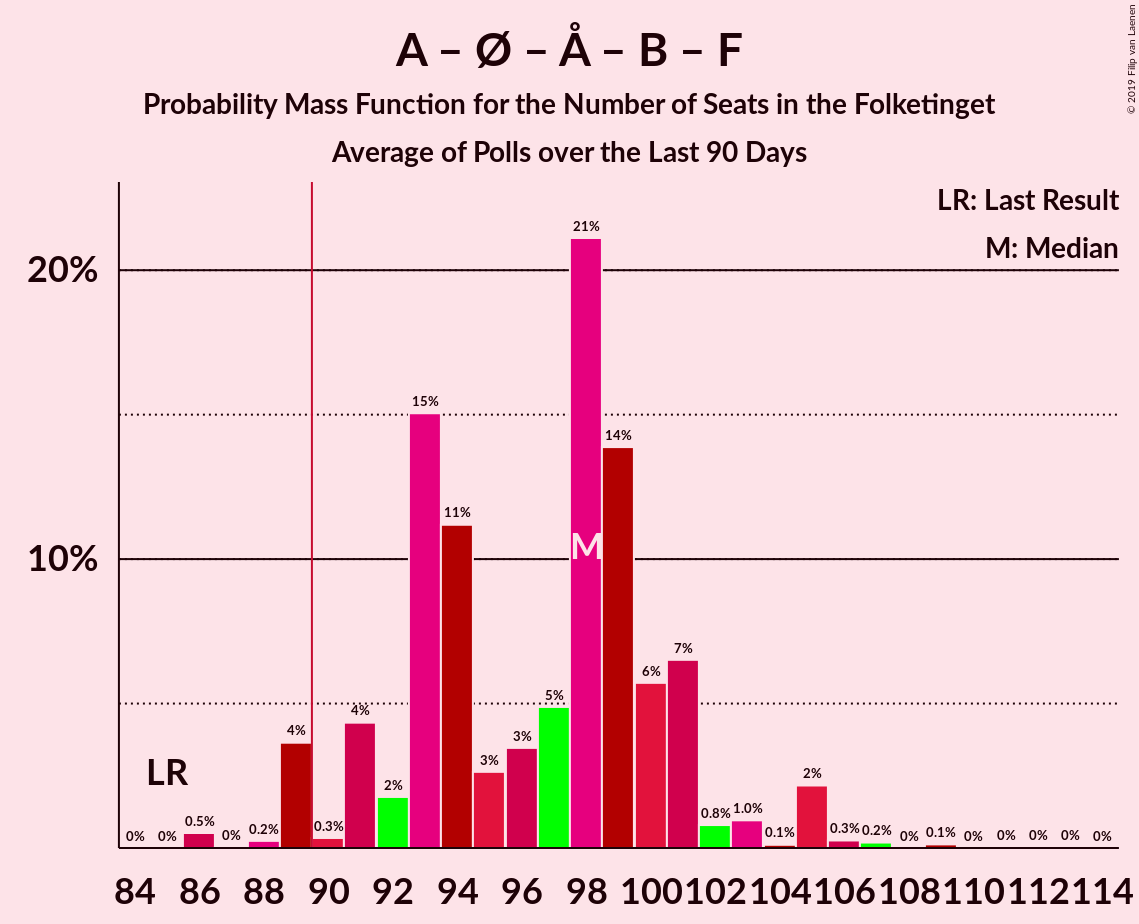 A – Ø – Å – B – F
Probability Mass Function for the Number of Seats in the Folketinget
Average of Polls over the Last 90 Days
© 2019 Filip van Laenen
LR: Last Result
M: Median
20%
10%
LR
M
0% 0% 0.5% 0% 0.2% 4% 0.3% 4% 2% 15% 11% 3% 3% 5% 21% 14% 6% 7% 0.8% 1.0% 0.1% 2% 0.3% 0.2% 0% 0.1% 0% 0% 0% 0% 0%
84 86 88 90 92 94 96 98 100 102 104 106 108 110 112 114